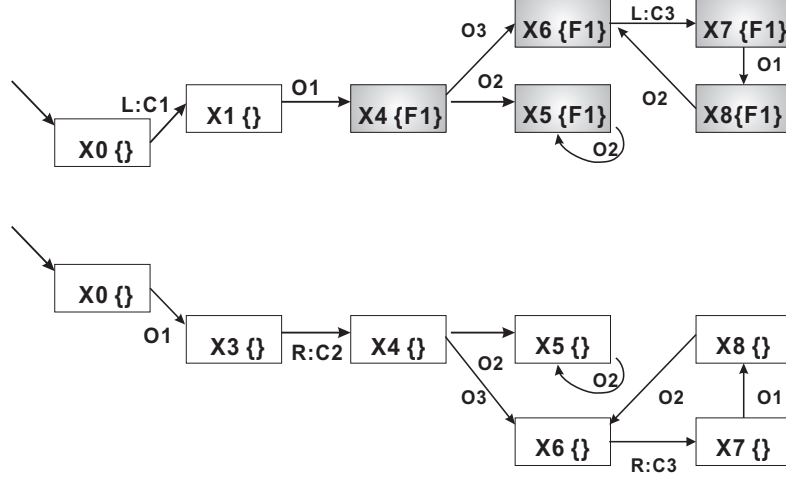 X6 {F1}
L:C3
X7 {F1}
O3
O1
L:C1
X1 {}
O1
X4 {F1}
O2
X5 {F1}
O2
X8{F1}
X0 {}
O2
X0 {}
O1
X3 {}
R:C2
X4 {}
O2
X5 {}
O2
X8 {}
O3
O2
O1
X6 {}
R:C3
X7 {}